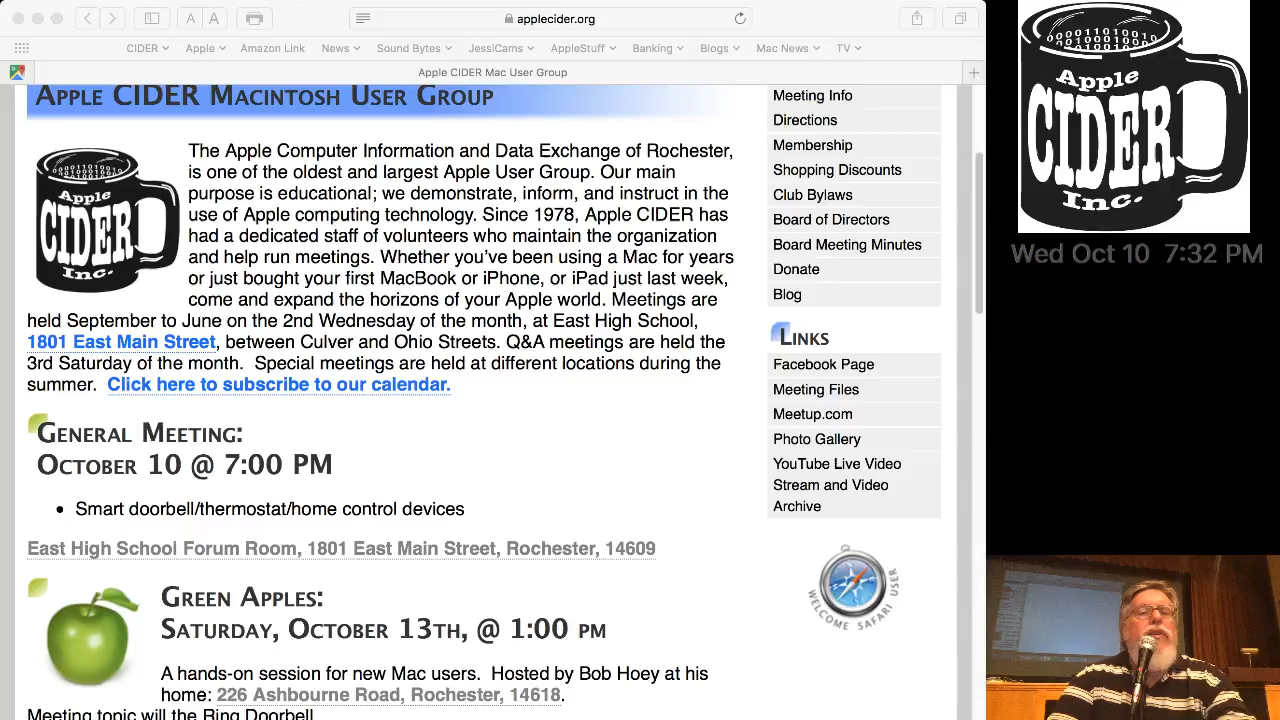 A A
applecider.org
CIDER Apple Amazon Link News Sound Bytes JessiCams AppleStuff Banking Blogs Mac News TV
Apple CIDER Mac User Group
Apple CIDER Macintosh User Group
The Apple Computer Information and Data Exchange of Rochester,
is one of the oldest and largest Apple User Group. Our main
purpose is educational; we demonstrate, inform, and instruct in the
use of Apple computing technology. Since 1978, Apple CIDER has
had a dedicated staff of volunteers who maintain the organization
and help run meetings. Whether you’ve been using a Mac for years
or just bought your first MacBook or iPhone, or iPad just last week,
come and expand the horizons of your Apple world. Meetings are
held September to June on the 2nd Wednesday of the month, at East High School,
1801 East Main Street, between Culver and Ohio Streets. Q&A meetings are held the
3rd Saturday of the month. Special meetings are held at different locations during the
summer. Click here to subscribe to our calendar.
Apple
CIDER
Inc.
General Meeting:
October 10 @ 7:00 PM
• Smart doorbell/thermostat/home control devices
East High School Forum Room, 1801 East Main Street, Rochester, 14609
Green Apples:
Saturday, October 13th, @ 1:00 pm
A hands-on session for new Mac users. Hosted by Bob Hoey at his
home: 226 Ashbourne Road, Rochester, 14618.
Meeting topic will the Ring Doorbell
Meeting Info
Directions
Membership
Shopping Discounts
Club Bylaws
Board of Directors
Board Meeting Minutes
Donate
Blog
Links
Facebook Page
Meeting Files
Meetup.com
Photo Gallery
YouTube Live Video
Stream and Video
Archive
WELCOME SAFARI USER
Apple
CIDER
Inc.
Wed Oct 10 7:32 PM